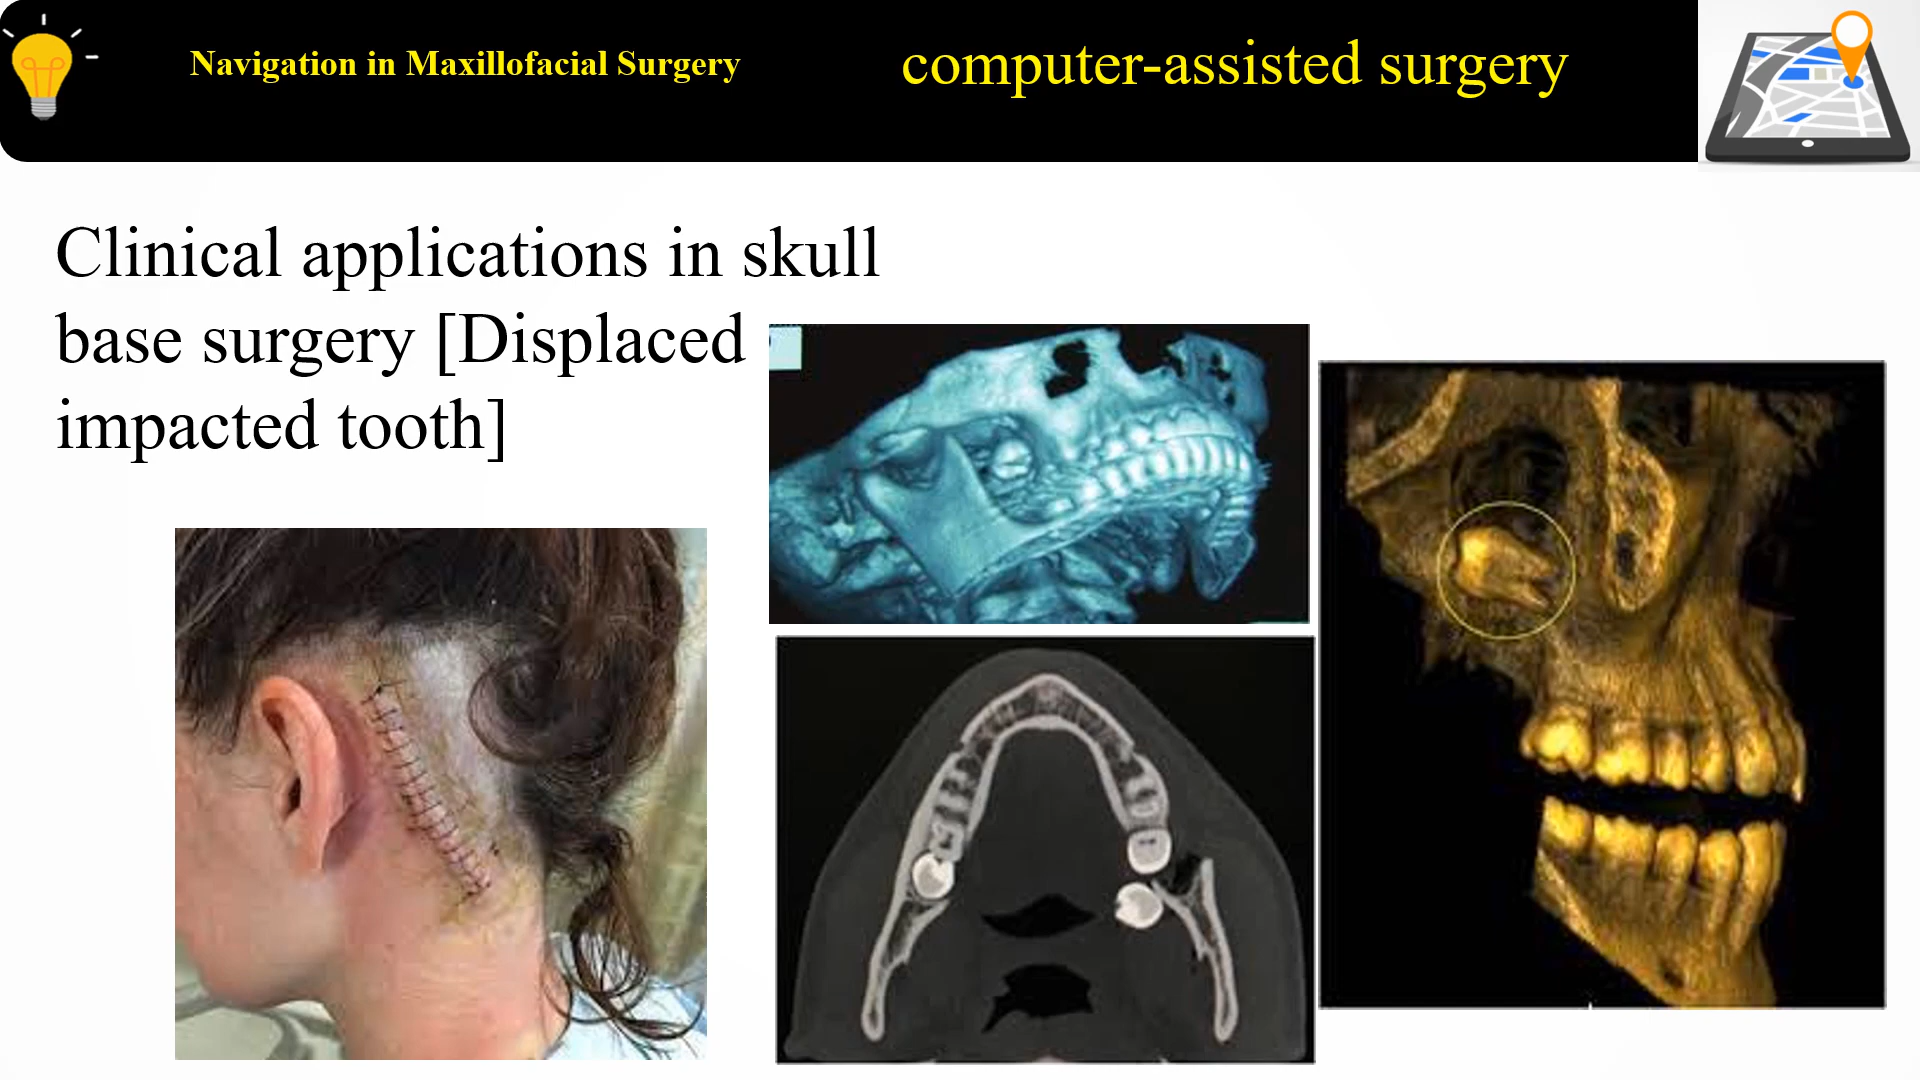 Navigation in Maxillofacial Surgery
computer-assisted surgery
Clinical applications in skull
base surgery [Displaced
impacted tooth]